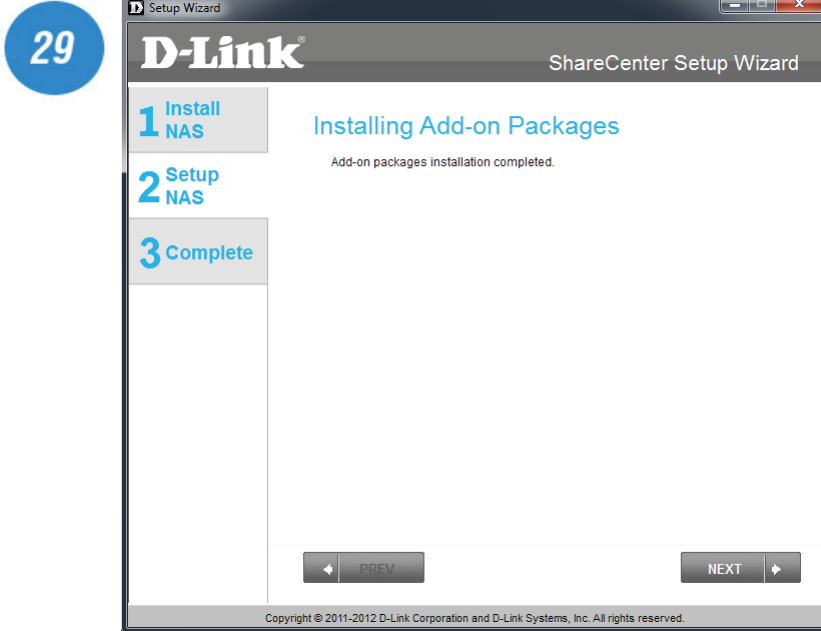 29
Setup Wizard
D-Link®
ShareCenter Setup Wizard
1 Install
NAS
2 Setup
NAS
3 Complete
Installing Add-on Packages
Add-on packages installation completed.
PREV
NEXT
Copyright © 2011-2012 D-Link Corporation and D-Link Systems, Inc. All rights reserved.